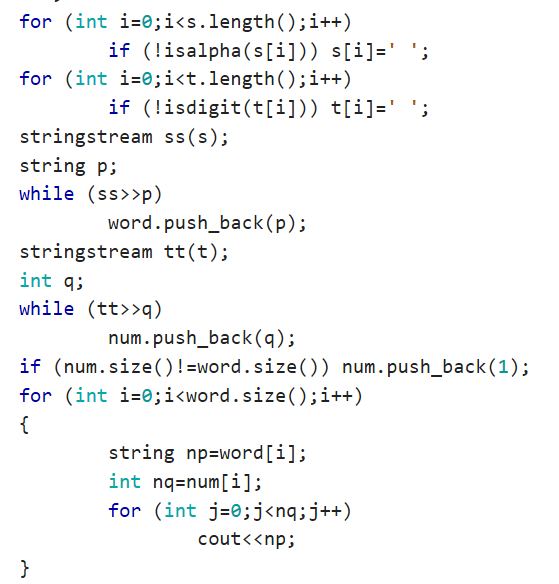 for (int i=0;i<s.length();i++)
        if (!isalpha(s[i])) s[i]=' ';
for (int i=0;i<t.length();i++)
        if (!isdigit(t[i])) t[i]=' ';
stringstream ss(s);
string p;
while (ss>>p)
        word.push_back(p);
stringstream tt(t);
int q;
while (tt>>q)
        num.push_back(q);
if (num.size()!=word.size()) num.push_back(1);
for (int i=0;i<word.size();i++)
{
        string np=word[i];
        int nq=num[i];
        for (int j=0;j<nq;j++)
                cout<<np;
}